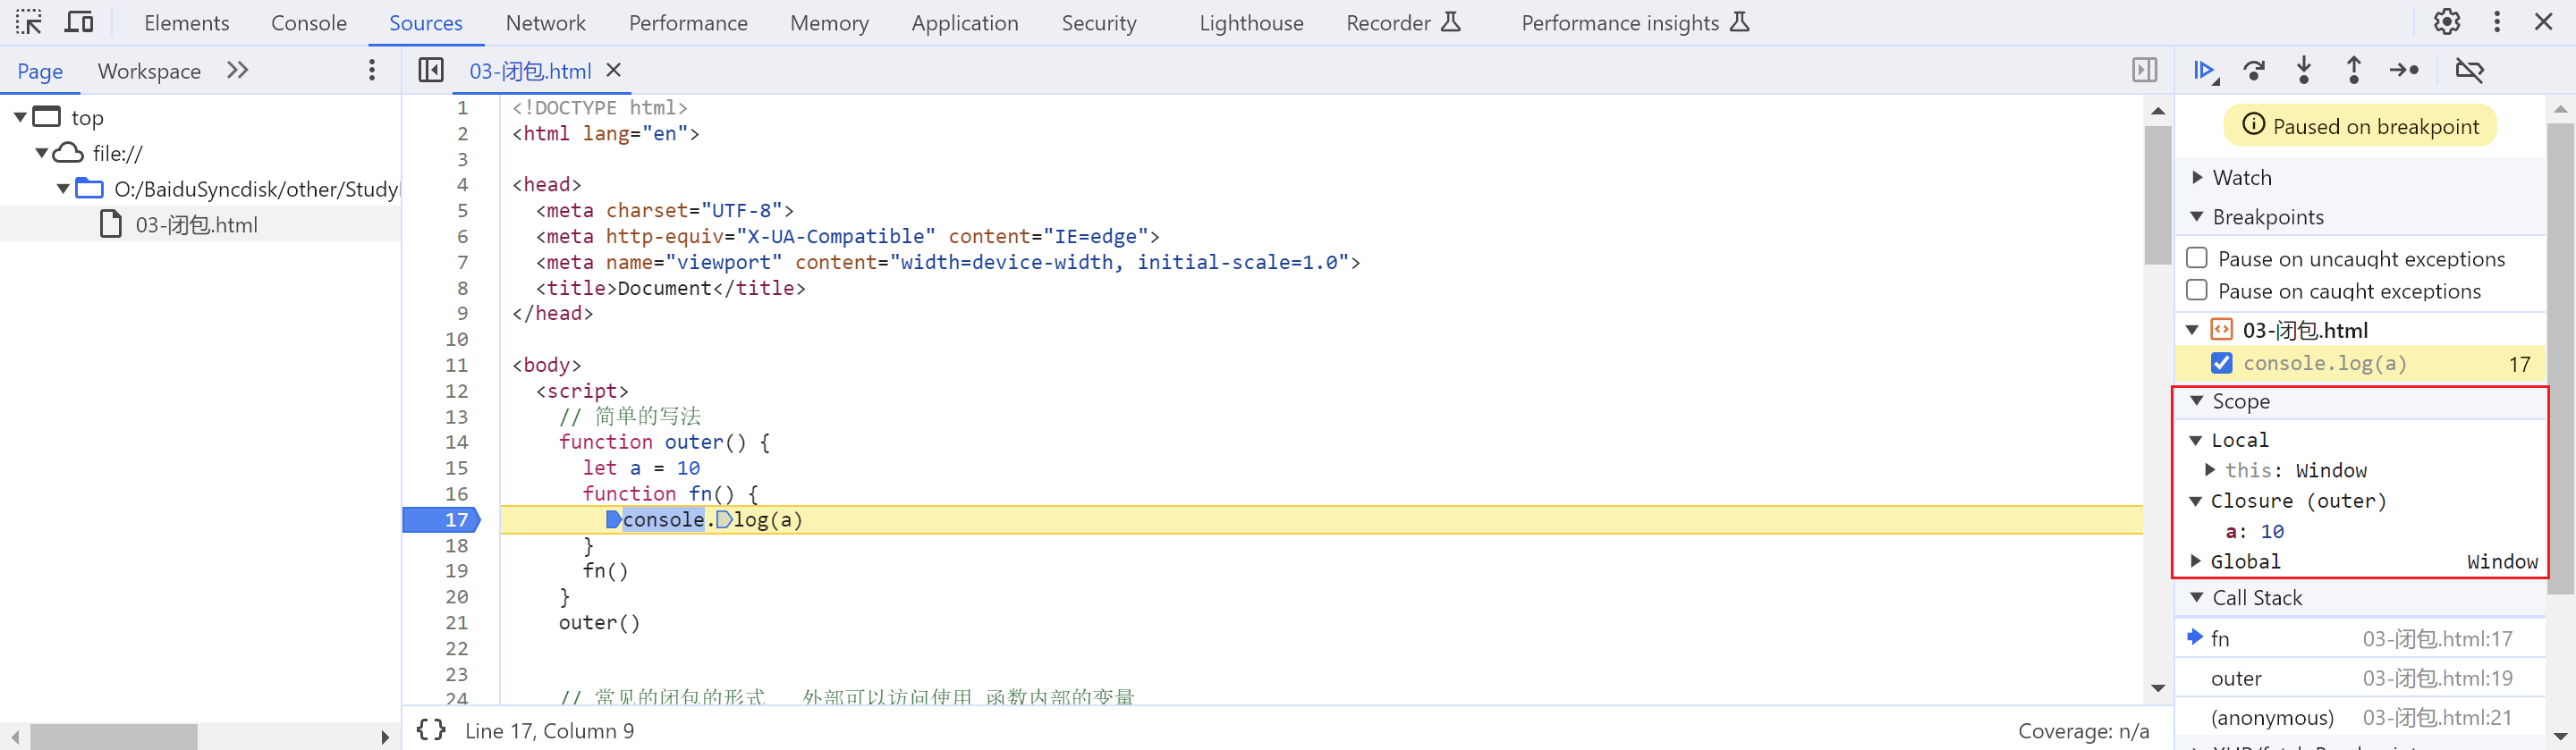 Elements Console Sources Network Performance Memory Application Security Lighthouse Recorder Performance insights
Page Workspace
top
file://
O:/BaiduSyncdisk/other/Study
03-闭包.html
03-闭包.html
1 <!DOCTYPE html>
2 <html lang="en">
3
4 <head>
5 <meta charset="UTF-8">
6 <meta http-equiv="X-UA-Compatible" content="IE=edge">
7 <meta name="viewport" content="width=device-width, initial-scale=1.0">
8 <title>Document</title>
9 </head>
10
11 <body>
12 <script>
13 // 简单的写法
14 function outer() {
15 let a = 10
16 function fn() {
17 console.log(a)
18 }
19 fn()
20 }
21 outer()
22
23
24 // 常见的闭包的形式 外部可以访问使用 函数内部的变量
{} Line 17, Column 9 Coverage: n/a
Paused on breakpoint
Watch
Breakpoints
Pause on uncaught exceptions
Pause on caught exceptions
03-闭包.html
console.log(a) 17
Scope
Local
this: Window
Closure (outer)
a: 10
Global Window
Call Stack
fn 03-闭包.html:17
outer 03-闭包.html:19
(anonymous) 03-闭包.html:21